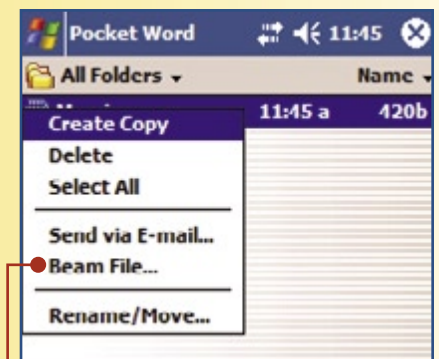 Pocket Word 11:45
All Folders Name
11:45 a 420b
Create Copy
Delete
Select All
Send via E-mail...
Beam File...
Rename/Move...